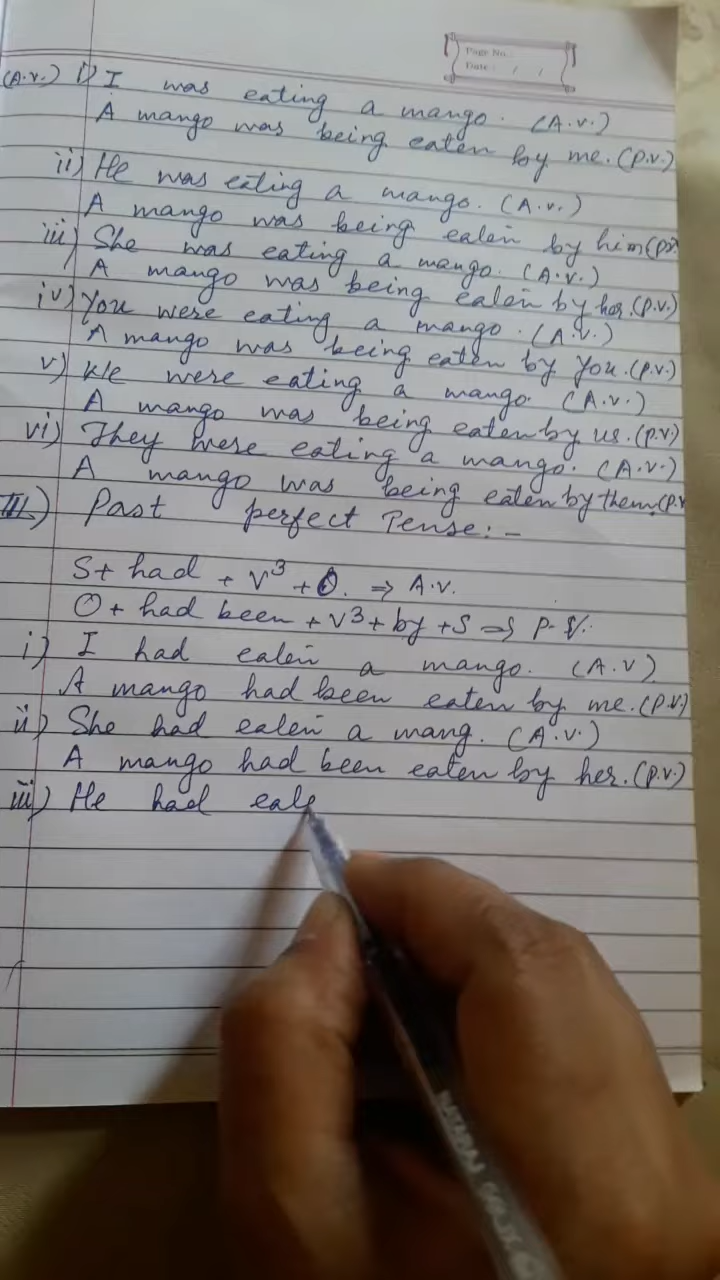 Page No.
Date: / /
(A.V.) i) I was eating a mango. (A.V.)
A mango was being eaten by me. (P.V.)
ii) He was eating a mango. (A.V.)
A mango was being eaten by him (P.V.
iii) She was eating a mango. (A.V.)
A mango was being eaten by her. (P.V.)
iv) You were eating a mango. (A.V.)
A mango was being eaten by you. (P.V.)
v) We were eating a mango. (A.V.)
A mango was being eaten by us. (P.V)
vi) They were eating a mango. (A.V.)
A mango was being eaten by them. (P.V
III.) Past perfect Tense:-
S + had + V³ + O. ⇒ A.V.
O + had been + V³ + by + S ⇒ P.V.
i) I had eaten a mango. (A.V)
A mango had been eaten by me. (P.V)
ii) She had eaten a mang. (A.V.)
A mango had been eaten by her. (P.V.)
iii) He had eate